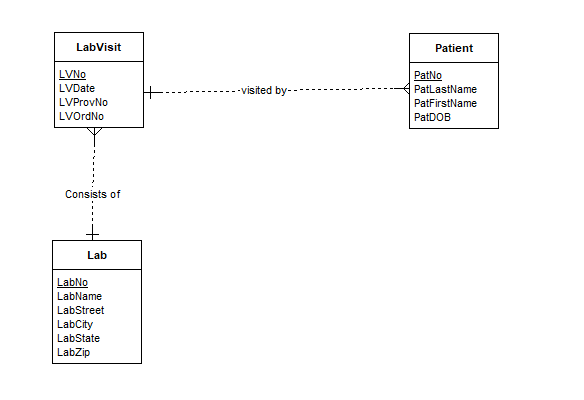 LabVisit
LVNo
LVDate
LVProvNo
LVOrdNo
visited by
Patient
PatNo
PatLastName
PatFirstName
PatDOB
Consists of
Lab
LabNo
LabName
LabStreet
LabCity
LabState
LabZip